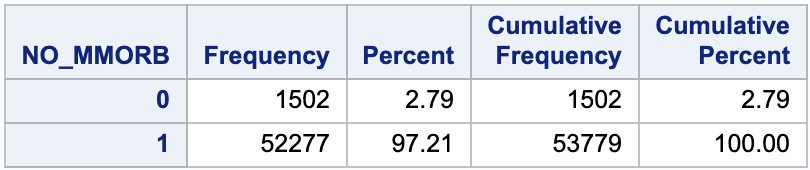 NO_MMORB Frequency Percent Cumulative Frequency Cumulative Percent
0 1502 2.79 1502 2.79
1 52277 97.21 53779 100.00